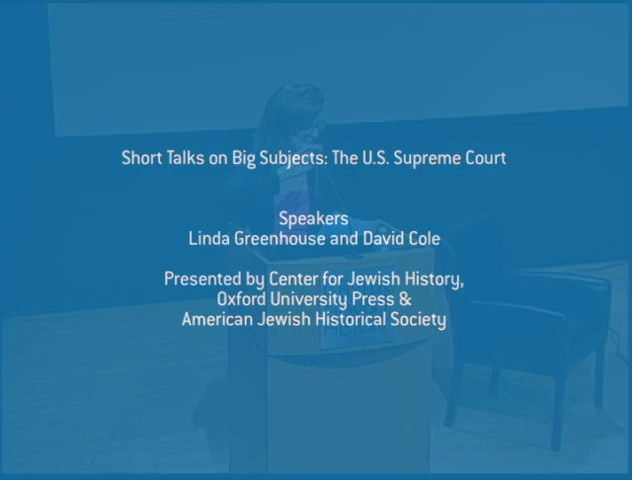 Short Talks on Big Subjects: The U.S. Supreme Court
Speakers
Linda Greenhouse and David Cole
Presented by Center for Jewish History,
Oxford University Press &
American Jewish Historical Society